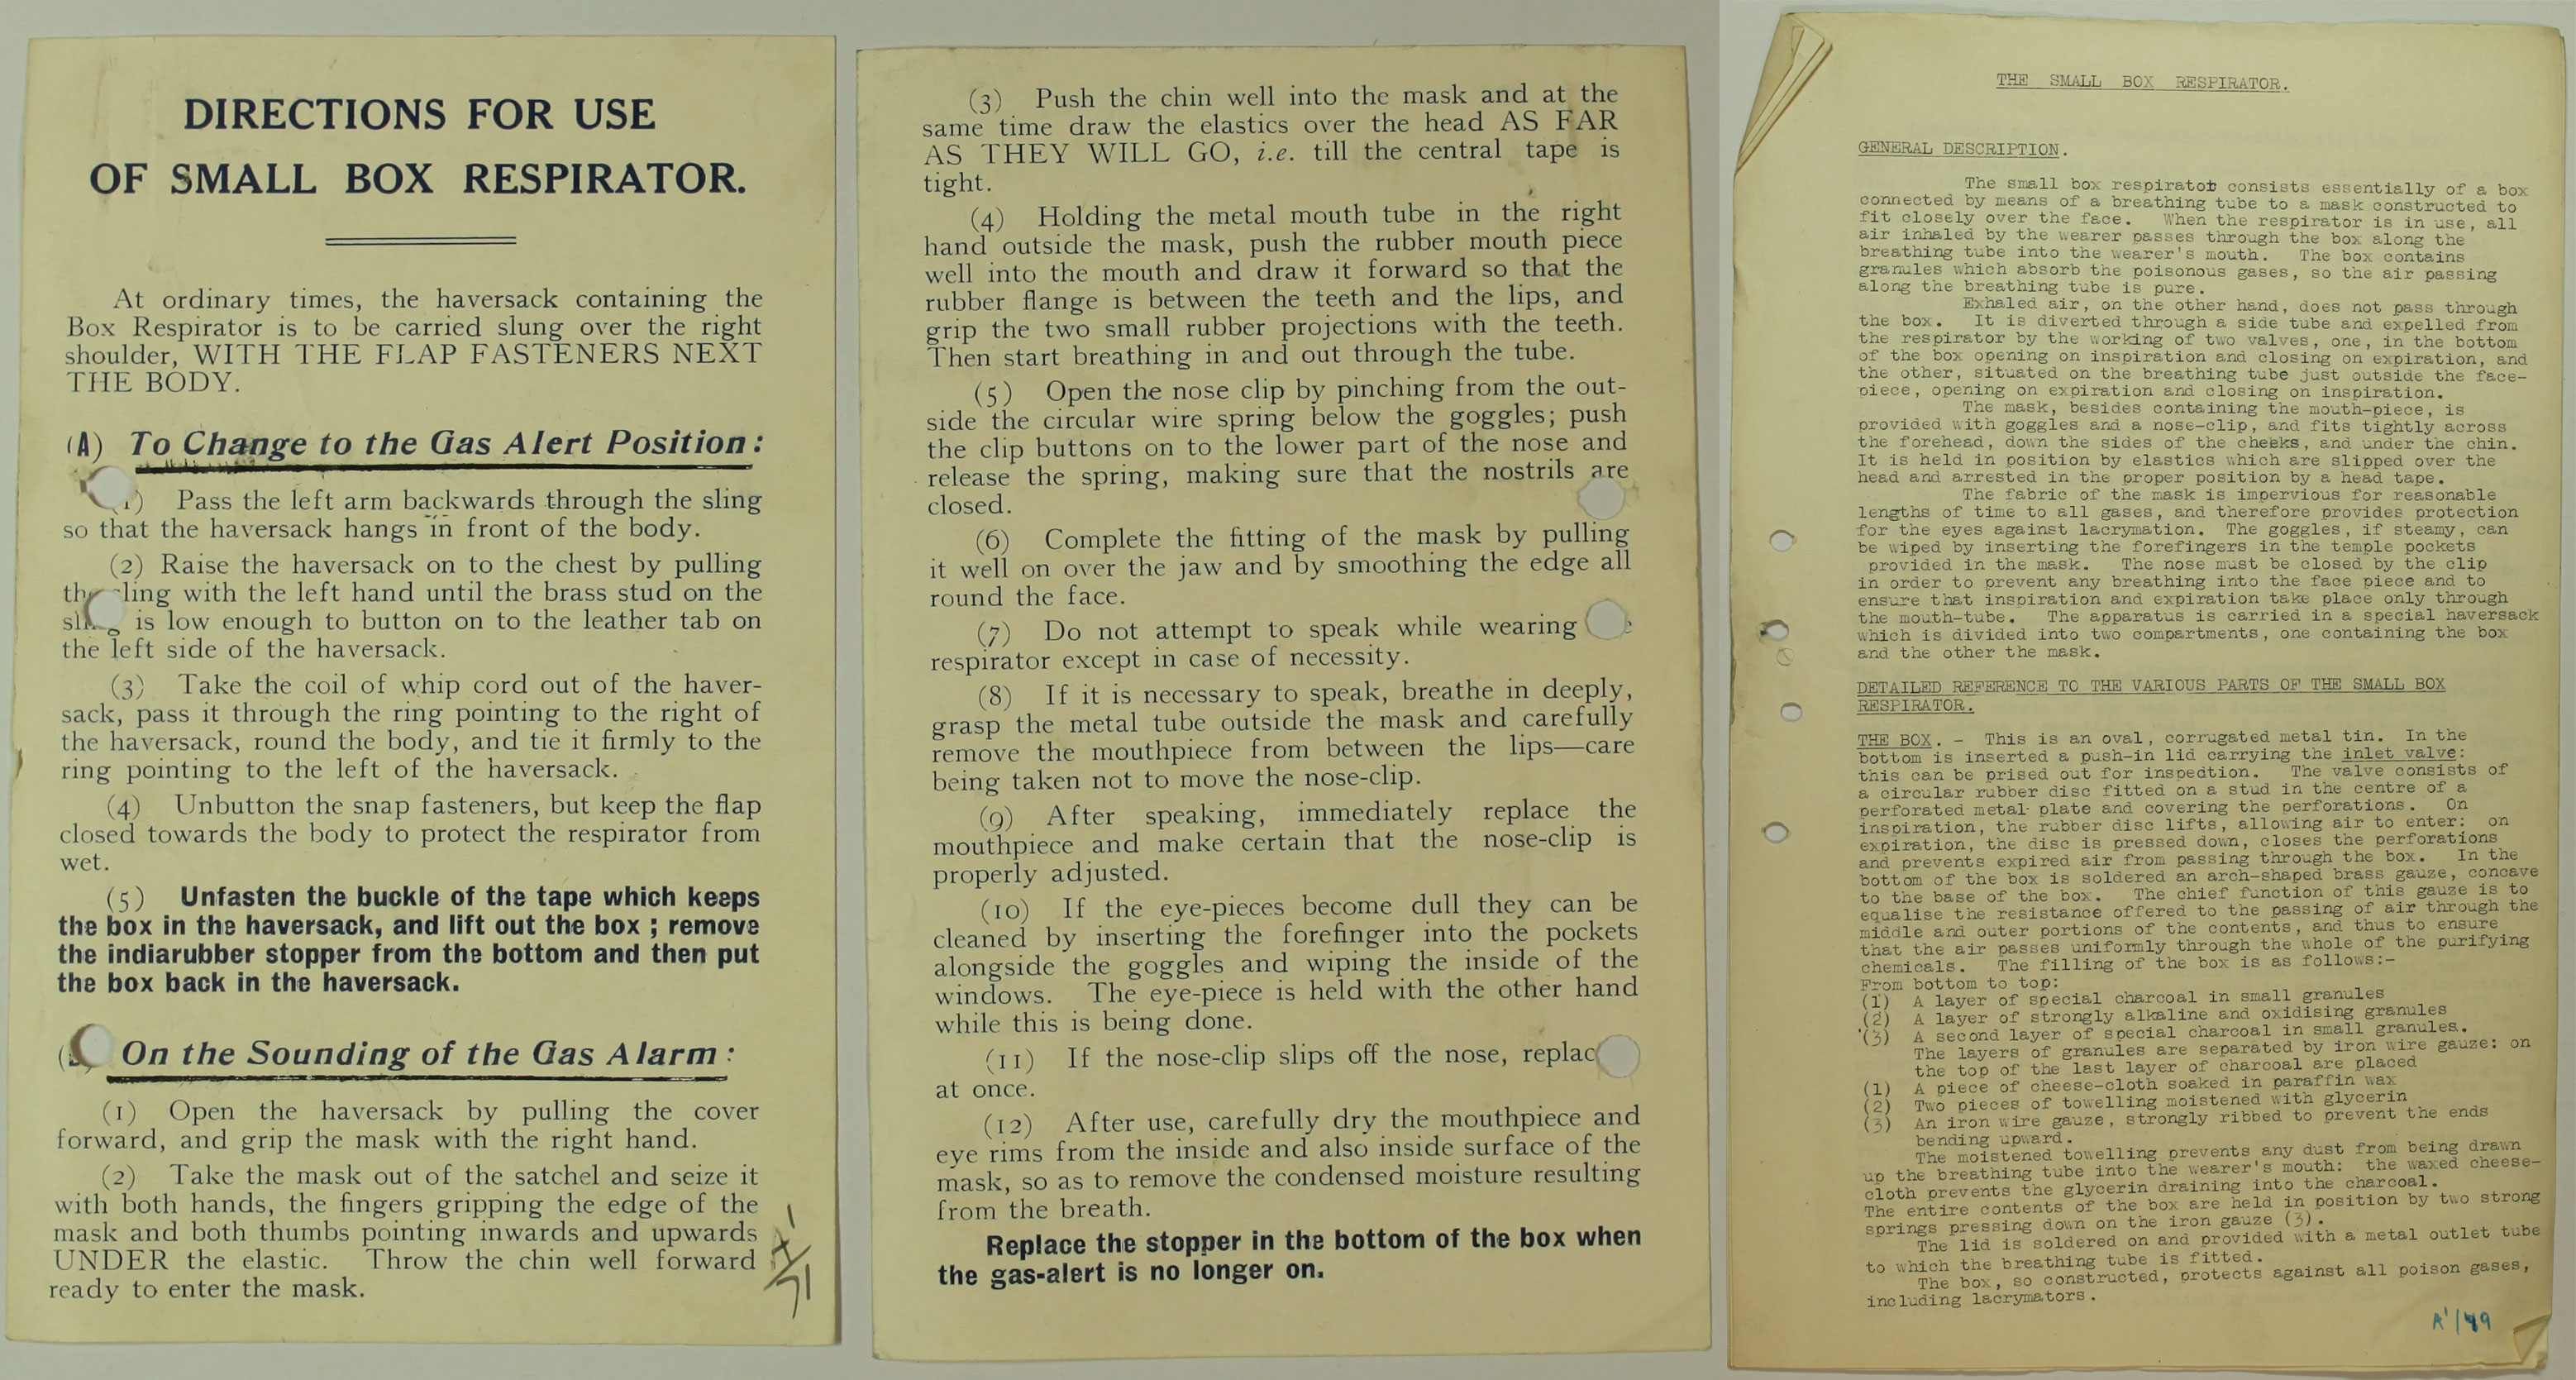 DIRECTIONS FOR USE
OF SMALL BOX RESPIRATOR.
At ordinary times, the haversack containing the
Box Respirator is to be carried slung over the right
shoulder, WITH THE FLAP FASTENERS NEXT
THE BODY.
(A) To Change to the Gas Alert Position:
1) Pass the left arm backwards through the sling
so that the haversack hangs in front of the body.
(2) Raise the haversack on to the chest by pulling
ling with the left hand until the brass stud on the
is low enough to button on to the leather tab on
the left side of the haversack.
(3) Take the coil of whip cord out of the haver-
sack, pass it through the ring pointing to the right of
the haversack, round the body, and tie it firmly to the
ring pointing to the left of the haversack.
(4) Unbutton the snap fasteners, but keep the flap
closed towards the body to protect the respirator from
wet.
(5) Unfasten the buckle of the tape which keeps
the box in the haversack, and lift out the box ; remove
the indiarubber stopper from the bottom and then put
the box back in the haversack.
On the Sounding of the Gas Alarm :
(1) Open the haversack by pulling the cover
forward, and grip the mask with the right hand.
(2) Take the mask out of the satchel and seize it
with both hands, the fingers gripping the edge of the
mask and both thumbs pointing inwards and upwards
UNDER the elastic. Throw the chin well forward
ready to enter the mask.
(3) Push the chin well into the mask and at the
same time draw the elastics over the head AS FAR
AS THEY WILL GO, i.e. till the central tape is
tight.
(4) Holding the metal mouth tube in the right
hand outside the mask, push the rubber mouth piece
well into the mouth and draw it forward so that the
rubber flange is between the teeth and the lips, and
grip the two small rubber projections with the teeth.
Then start breathing in and out through the tube.
(5) Open the nose clip by pinching from the out-
side the circular wire spring below the goggles; push
the clip buttons on to the lower part of the nose and
release the spring, making sure that the nostrils are
closed.
(6) Complete the fitting of the mask by pulling
it well on over the jaw and by smoothing the edge all
round the face.
(7) Do not attempt to speak while wearing
respirator except in case of necessity.
(8) If it is necessary to speak, breathe in deeply,
grasp the metal tube outside the mask and carefully
remove the mouthpiece from between the lips—care
being taken not to move the nose-clip.
(9) After speaking, immediately replace the
mouthpiece and make certain that the nose-clip is
properly adjusted.
(10) If the eye-pieces become dull they can be
cleaned by inserting the forefinger into the pockets
alongside the goggles and wiping the inside of the
windows. The eye-piece is held with the other hand
while this is being done.
(11) If the nose-clip slips off the nose, replac
at once.
(12) After use, carefully dry the mouthpiece and
eye rims from the inside and also inside surface of the
mask, so as to remove the condensed moisture resulting
from the breath.
Replace the stopper in the bottom of the box when
the gas-alert is no longer on.
THE SMALL BOX RESPIRATOR.
GENERAL DESCRIPTION.
The small box respirator consists essentially of a box
connected by means of a breathing tube to a mask constructed to
fit closely over the face. When the respirator is in use, all
air inhaled by the wearer passes through the box along the
breathing tube into the wearer's mouth. The box contains
granules which absorb the poisonous gases, so the air passing
along the breathing tube is pure.
Exhaled air, on the other hand, does not pass through
the box. It is diverted through a side tube and expelled from
the respirator by the working of two valves, one, in the bottom
of the box opening on inspiration and closing on expiration, and
the other, situated on the breathing tube just outside the face-
piece, opening on expiration and closing on inspiration.
The mask, besides containing the mouth-piece, is
provided with goggles and a nose-clip, and fits tightly across
the forehead, down the sides of the cheeks, and under the chin.
It is held in position by elastics which are slipped over the
head and arrested in the proper position by a head tape.
The fabric of the mask is impervious for reasonable
lengths of time to all gases, and therefore provides protection
for the eyes against lacrymation. The goggles, if steamy, can
be wiped by inserting the forefingers in the temple pockets
provided in the mask. The nose must be closed by the clip
in order to prevent any breathing into the face piece and to
ensure that inspiration and expiration take place only through
the mouth-tube. The apparatus is carried in a special haversack
which is divided into two compartments, one containing the box
and the other the mask.
DETAILED REFERENCE TO THE VARIOUS PARTS OF THE SMALL BOX
RESPIRATOR.
THE BOX. - This is an oval, corrugated metal tin. In the
bottom is inserted a push-in lid carrying the inlet valve:
this can be prised out for inspedtion. The valve consists of
a circular rubber disc fitted on a stud in the centre of a
perforated metal plate and covering the perforations. On
inspiration, the rubber disc lifts, allowing air to enter: on
expiration, the disc is pressed down, closes the perforations
and prevents expired air from passing through the box. In the
bottom of the box is soldered an arch-shaped brass gauze, concave
to the base of the box. The chief function of this gauze is to
equalise the resistance offered to the passing of air through the
middle and outer portions of the contents, and thus to ensure
that the air passes uniformly through the whole of the purifying
chemicals. The filling of the box is as follows:-
From bottom to top:
(1) A layer of special charcoal in small granules
(2) A layer of strongly alkaline and oxidising granules
(3) A second layer of special charcoal in small granules.
The layers of granules are separated by iron wire gauze: on
the top of the last layer of charcoal are placed
(1) A piece of cheese-cloth soaked in paraffin wax
(2) Two pieces of towelling moistened with glycerin
(3) An iron wire gauze, strongly ribbed to prevent the ends
bending upward.
The moistened towelling prevents any dust from being drawn
up the breathing tube into the wearer's mouth: the waxed cheese-
cloth prevents the glycerin draining into the charcoal.
The entire contents of the box are held in position by two strong
springs pressing down on the iron gauze (3).
The lid is soldered on and provided with a metal outlet tube
to which the breathing tube is fitted.
The box, so constructed, protects against all poison gases,
including lacrymators.
A'/49